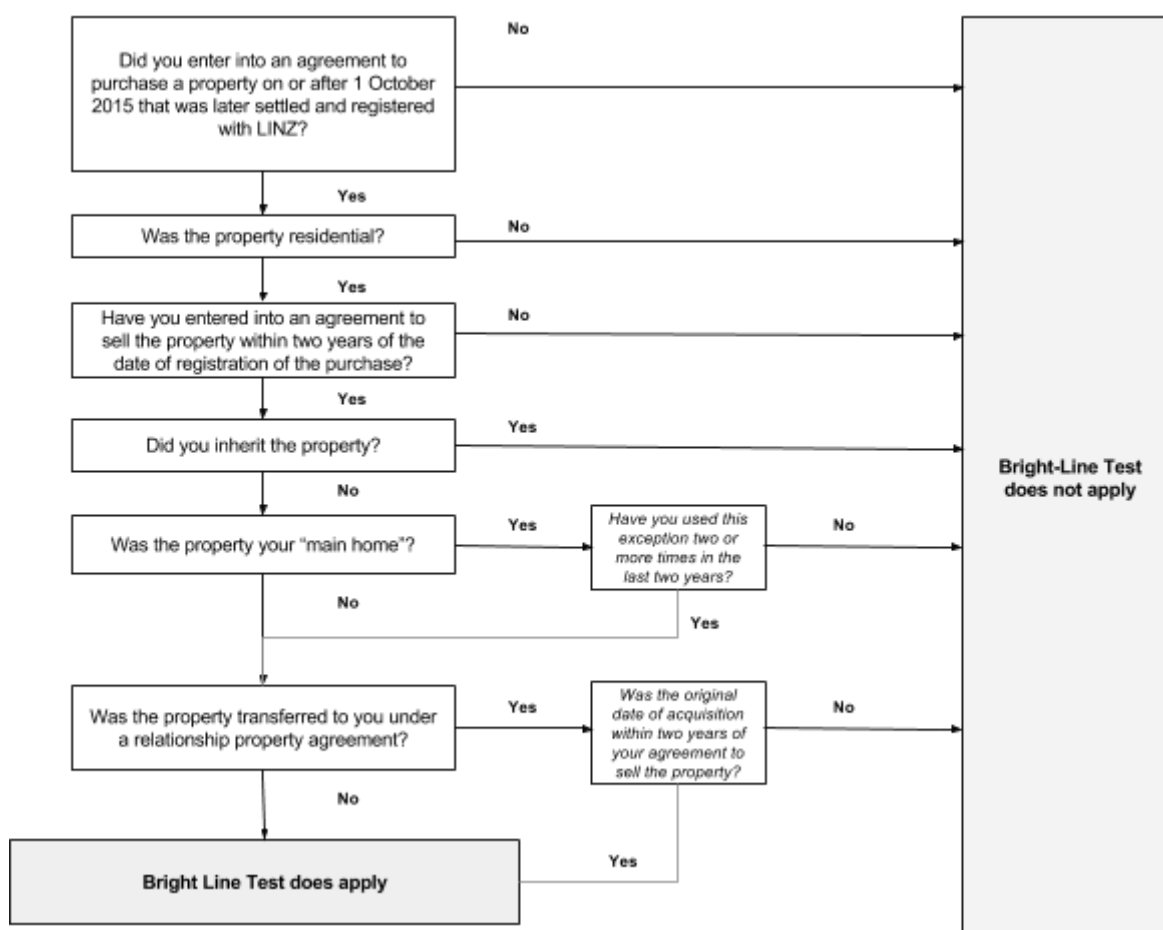 No
Did you enter into an agreement to
purchase a property on or after 1 October
2015 that was later settled and registered
with LINZ?
Yes
Was the property residential?
No
Yes
Have you entered into an agreement to
sell the property within two years of the
date of registration of the purchase?
No
Yes
Did you inherit the property?
Yes
No
Bright-Line Test
does not apply
Was the property your “main home”?
Yes
Have you used this
exception two or
more times in the
last two years?
No
No
Yes
Was the property transferred to you under
a relationship property agreement?
Yes
Was the original
date of acquisition
within two years of
your agreement to
sell the property?
No
No
Yes
Bright Line Test does apply